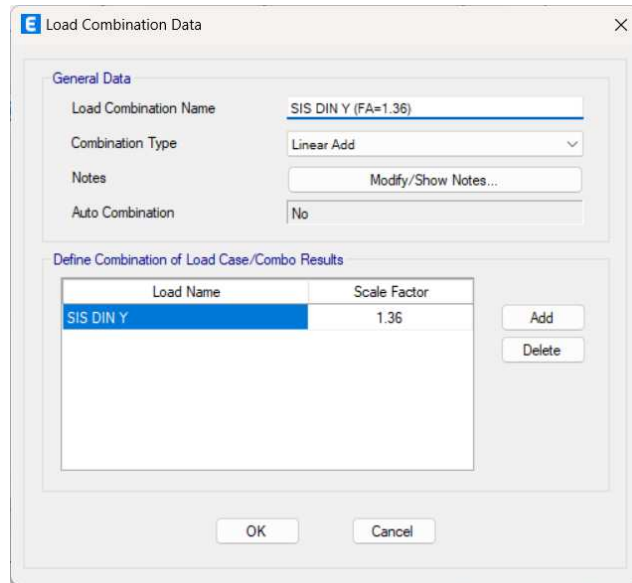 E Load Combination Data
General Data
Load Combination Name SIS DIN Y (FA=1.36)
Combination Type Linear Add
Notes Modify/Show Notes...
Auto Combination No
Define Combination of Load Case/Combo Results
Load Name Scale Factor
SIS DIN Y 1.36 Add
Delete
OK Cancel